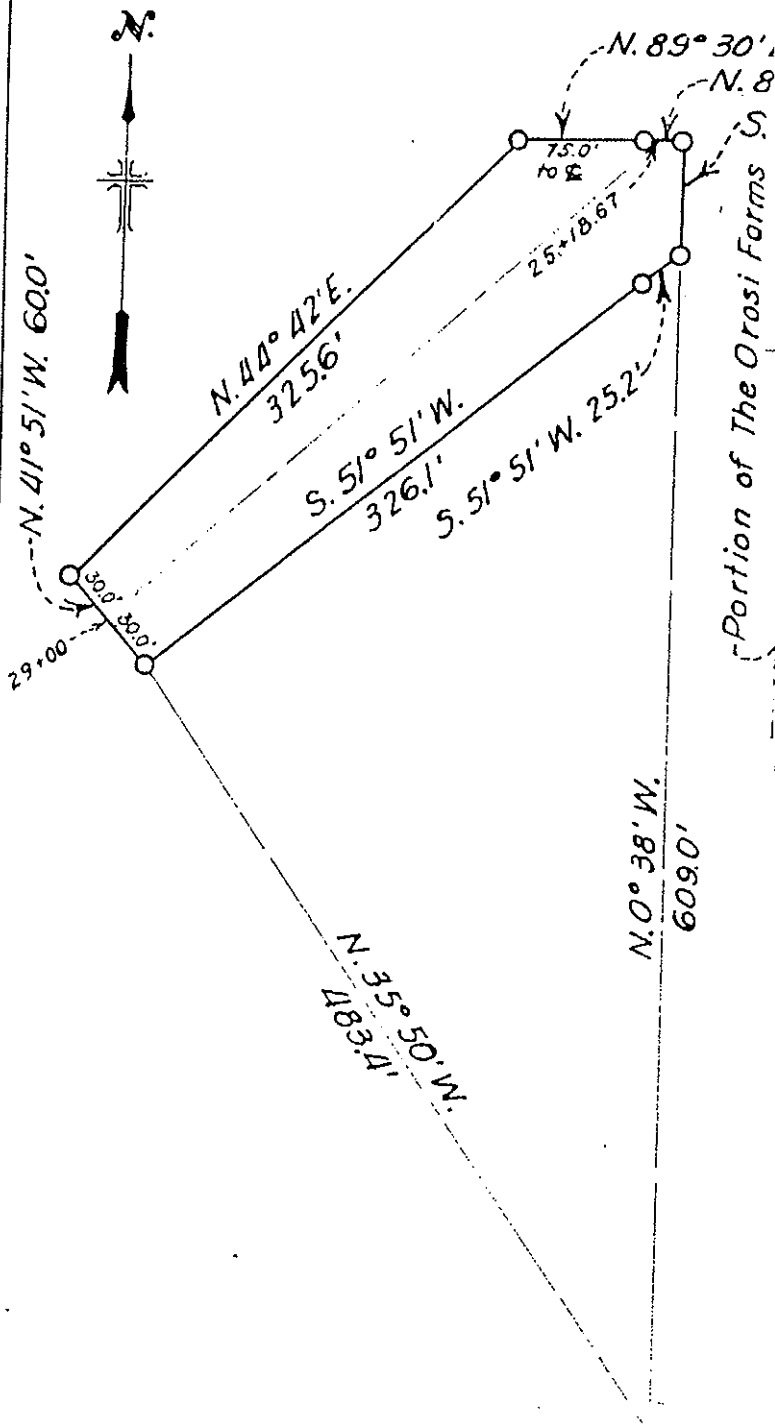 N.
N. 89° 30'
N. 8
S.
75.0'
to ℄
25+18.67
N. 41° 51' W. 60.0'
N. 44° 42' E.
325.6'
S. 51° 51' W.
326.1'
S. 51° 51' W. 25.2'
30.0'
30.0'
29+00
Portion of The Orosi Farms
N. 0° 38' W.
609.0'
N. 35° 50' W.
483.4'